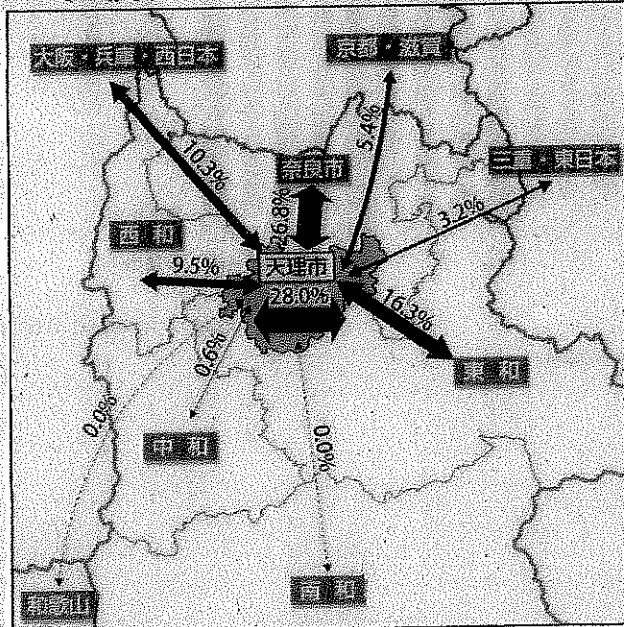 大阪・兵庫・西日本
京都・滋賀
5.4%
10.3%
奈良市
三重・東日本
26.8%
3.2%
西和
9.5%
天理市
28.0%
16.3%
0.6%
東和
0.0%
中和
0.0%
和歌山
南和